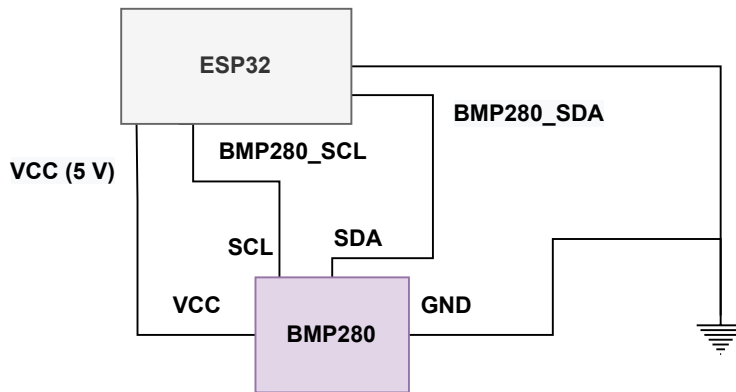 ESP32
BMP280_SDA
BMP280_SCL
VCC (5 V)
SCL
SDA
VCC
GND
BMP280